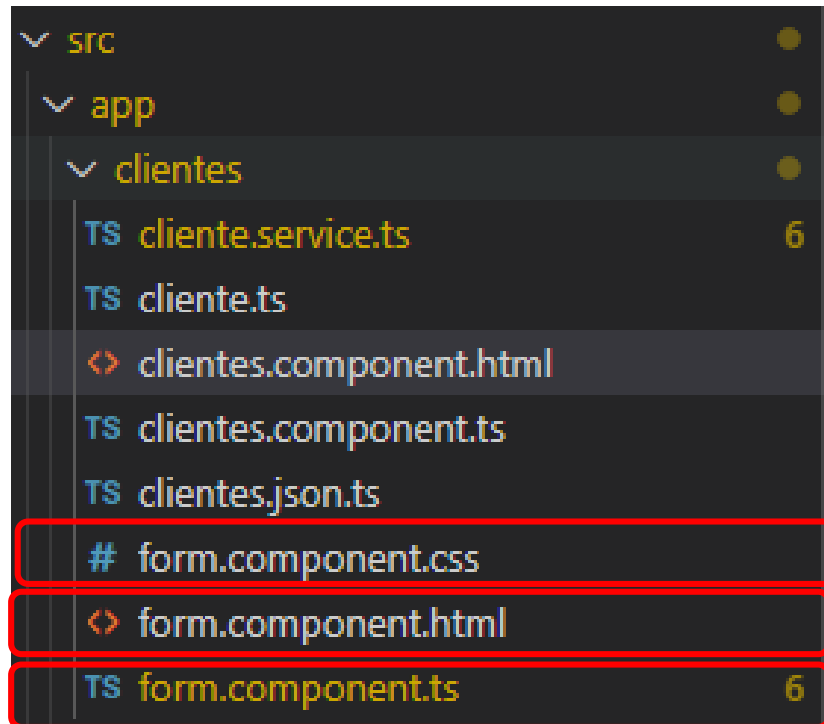 src
app
clientes
TS cliente.service.ts 6
TS cliente.ts
<> clientes.component.html
TS clientes.component.ts
TS clientes.json.ts
# form.component.css
<> form.component.html
TS form.component.ts 6